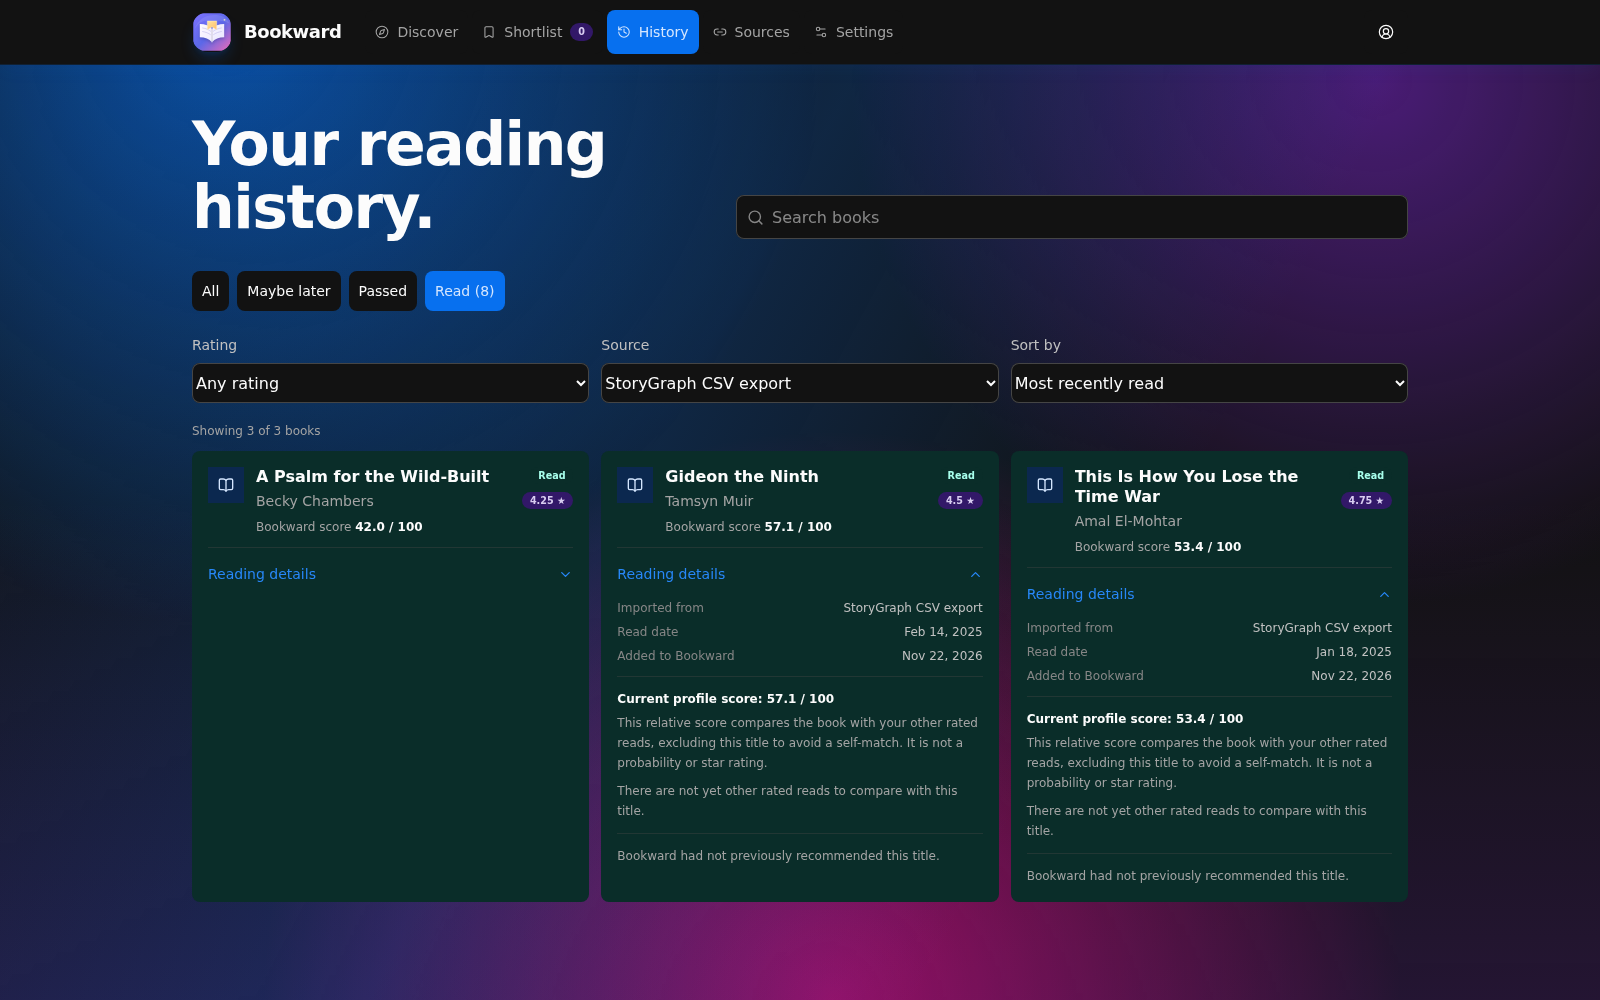 Bookward
Discover
Shortlist 0
History
Sources
Settings
Your reading
history.
Search books
All
Maybe later
Passed
Read (8)
Rating
Source
Sort by
Any rating
StoryGraph CSV export
Most recently read
Showing 3 of 3 books
A Psalm for the Wild-Built
Read
Becky Chambers
4.25 ★
Bookward score 42.0 / 100
Reading details
Gideon the Ninth
Read
Tamsyn Muir
4.5 ★
Bookward score 57.1 / 100
Reading details
Imported from StoryGraph CSV export
Read date Feb 14, 2025
Added to Bookward Nov 22, 2026
Current profile score: 57.1 / 100
This relative score compares the book with your other rated
reads, excluding this title to avoid a self-match. It is not a
probability or star rating.
There are not yet other rated reads to compare with this
title.
Bookward had not previously recommended this title.
This Is How You Lose the
Time War
Read
4.75 ★
Amal El-Mohtar
Bookward score 53.4 / 100
Reading details
Imported from StoryGraph CSV export
Read date Jan 18, 2025
Added to Bookward Nov 22, 2026
Current profile score: 53.4 / 100
This relative score compares the book with your other rated
reads, excluding this title to avoid a self-match. It is not a
probability or star rating.
There are not yet other rated reads to compare with this
title.
Bookward had not previously recommended this title.